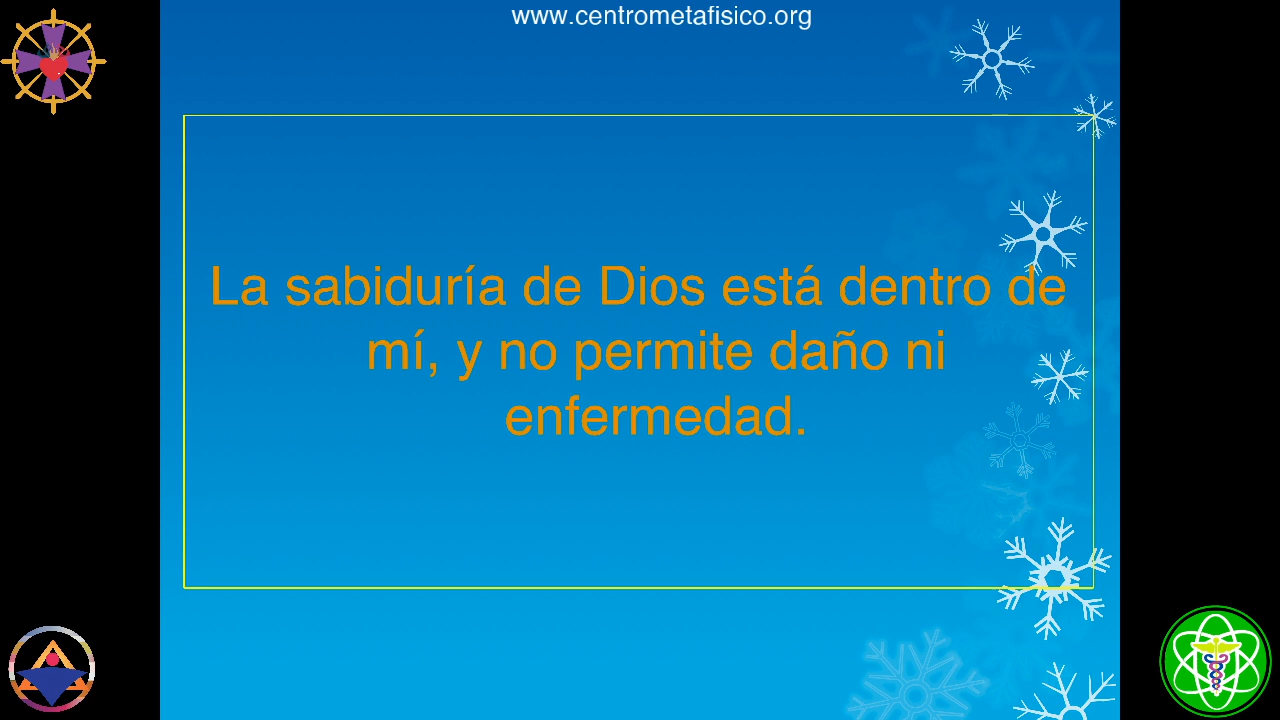 www.centrometafisico.org
La sabiduría de Dios está dentro de
mí, y no permite daño ni
enfermedad.